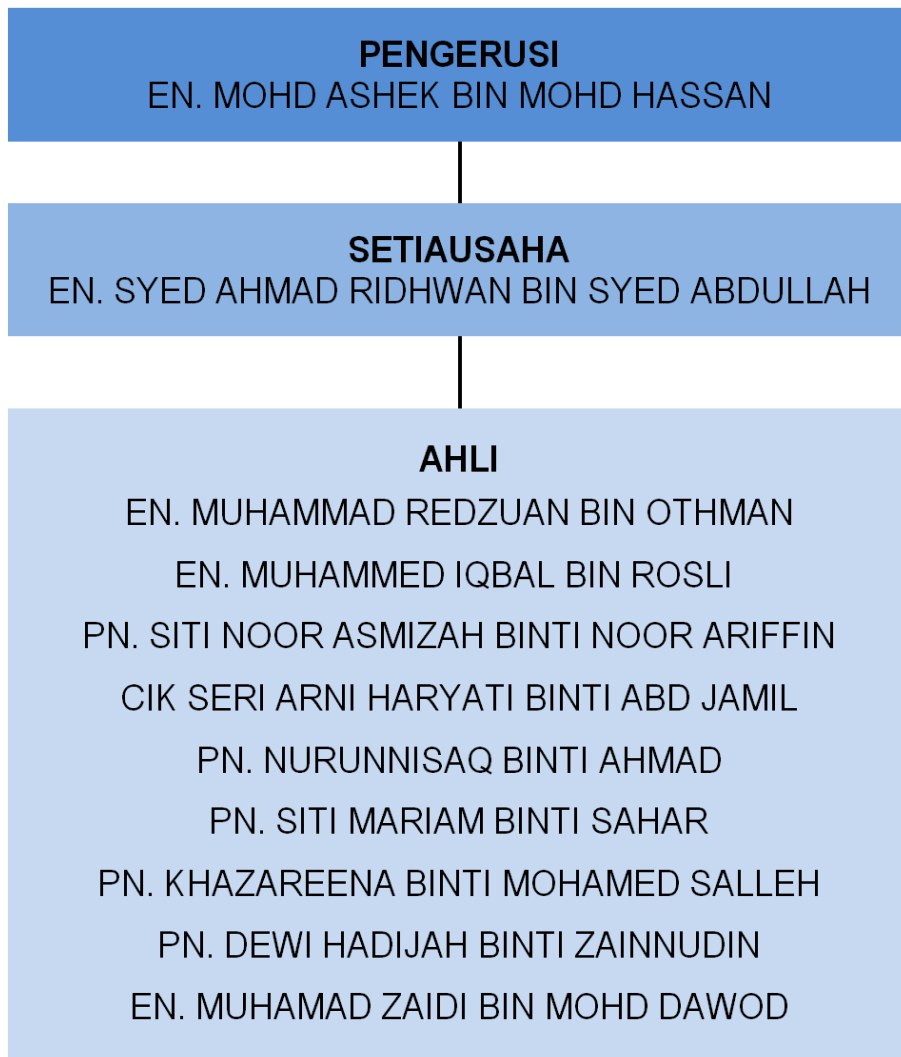 PENGERUSI
EN. MOHD ASHEK BIN MOHD HASSAN
SETIAUSAHA
EN. SYED AHMAD RIDHWAN BIN SYED ABDULLAH
AHLI
EN. MUHAMMAD REDZUAN BIN OTHMAN
EN. MUHAMMED IQBAL BIN ROSLI
PN. SITI NOOR ASMIZAH BINTI NOOR ARIFFIN
CIK SERI ARNI HARYATI BINTI ABD JAMIL
PN. NURUNNISAQ BINTI AHMAD
PN. SITI MARIAM BINTI SAHAR
PN. KHAZAREENA BINTI MOHAMED SALLEH
PN. DEWI HADIJAH BINTI ZAINNUDIN
EN. MUHAMAD ZAIDI BIN MOHD DAWOD